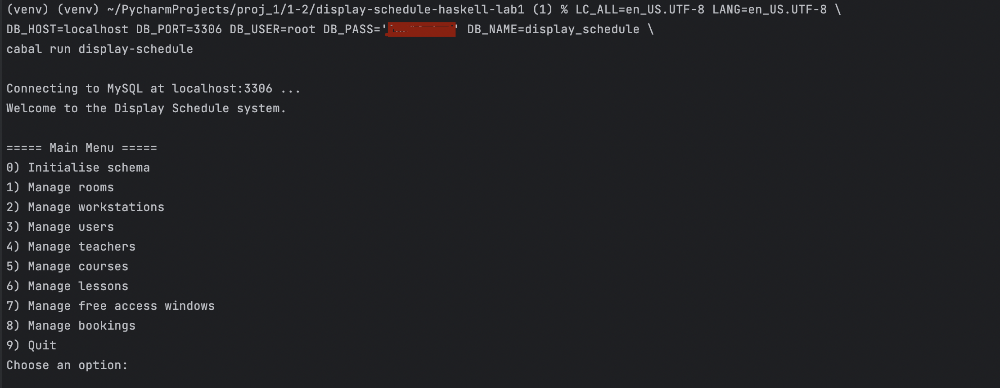 (venv) (venv) ~/PycharmProjects/proj_1/1-2/display-schedule-haskell-lab1 (1) % LC_ALL=en_US.UTF-8 LANG=en_US.UTF-8 \
DB_HOST=localhost DB_PORT=3306 DB_USER=root DB_PASS='' DB_NAME=display_schedule \
cabal run display-schedule
Connecting to MySQL at localhost:3306 ...
Welcome to the Display Schedule system.
===== Main Menu =====
0) Initialise schema
1) Manage rooms
2) Manage workstations
3) Manage users
4) Manage teachers
5) Manage courses
6) Manage lessons
7) Manage free access windows
8) Manage bookings
9) Quit
Choose an option: